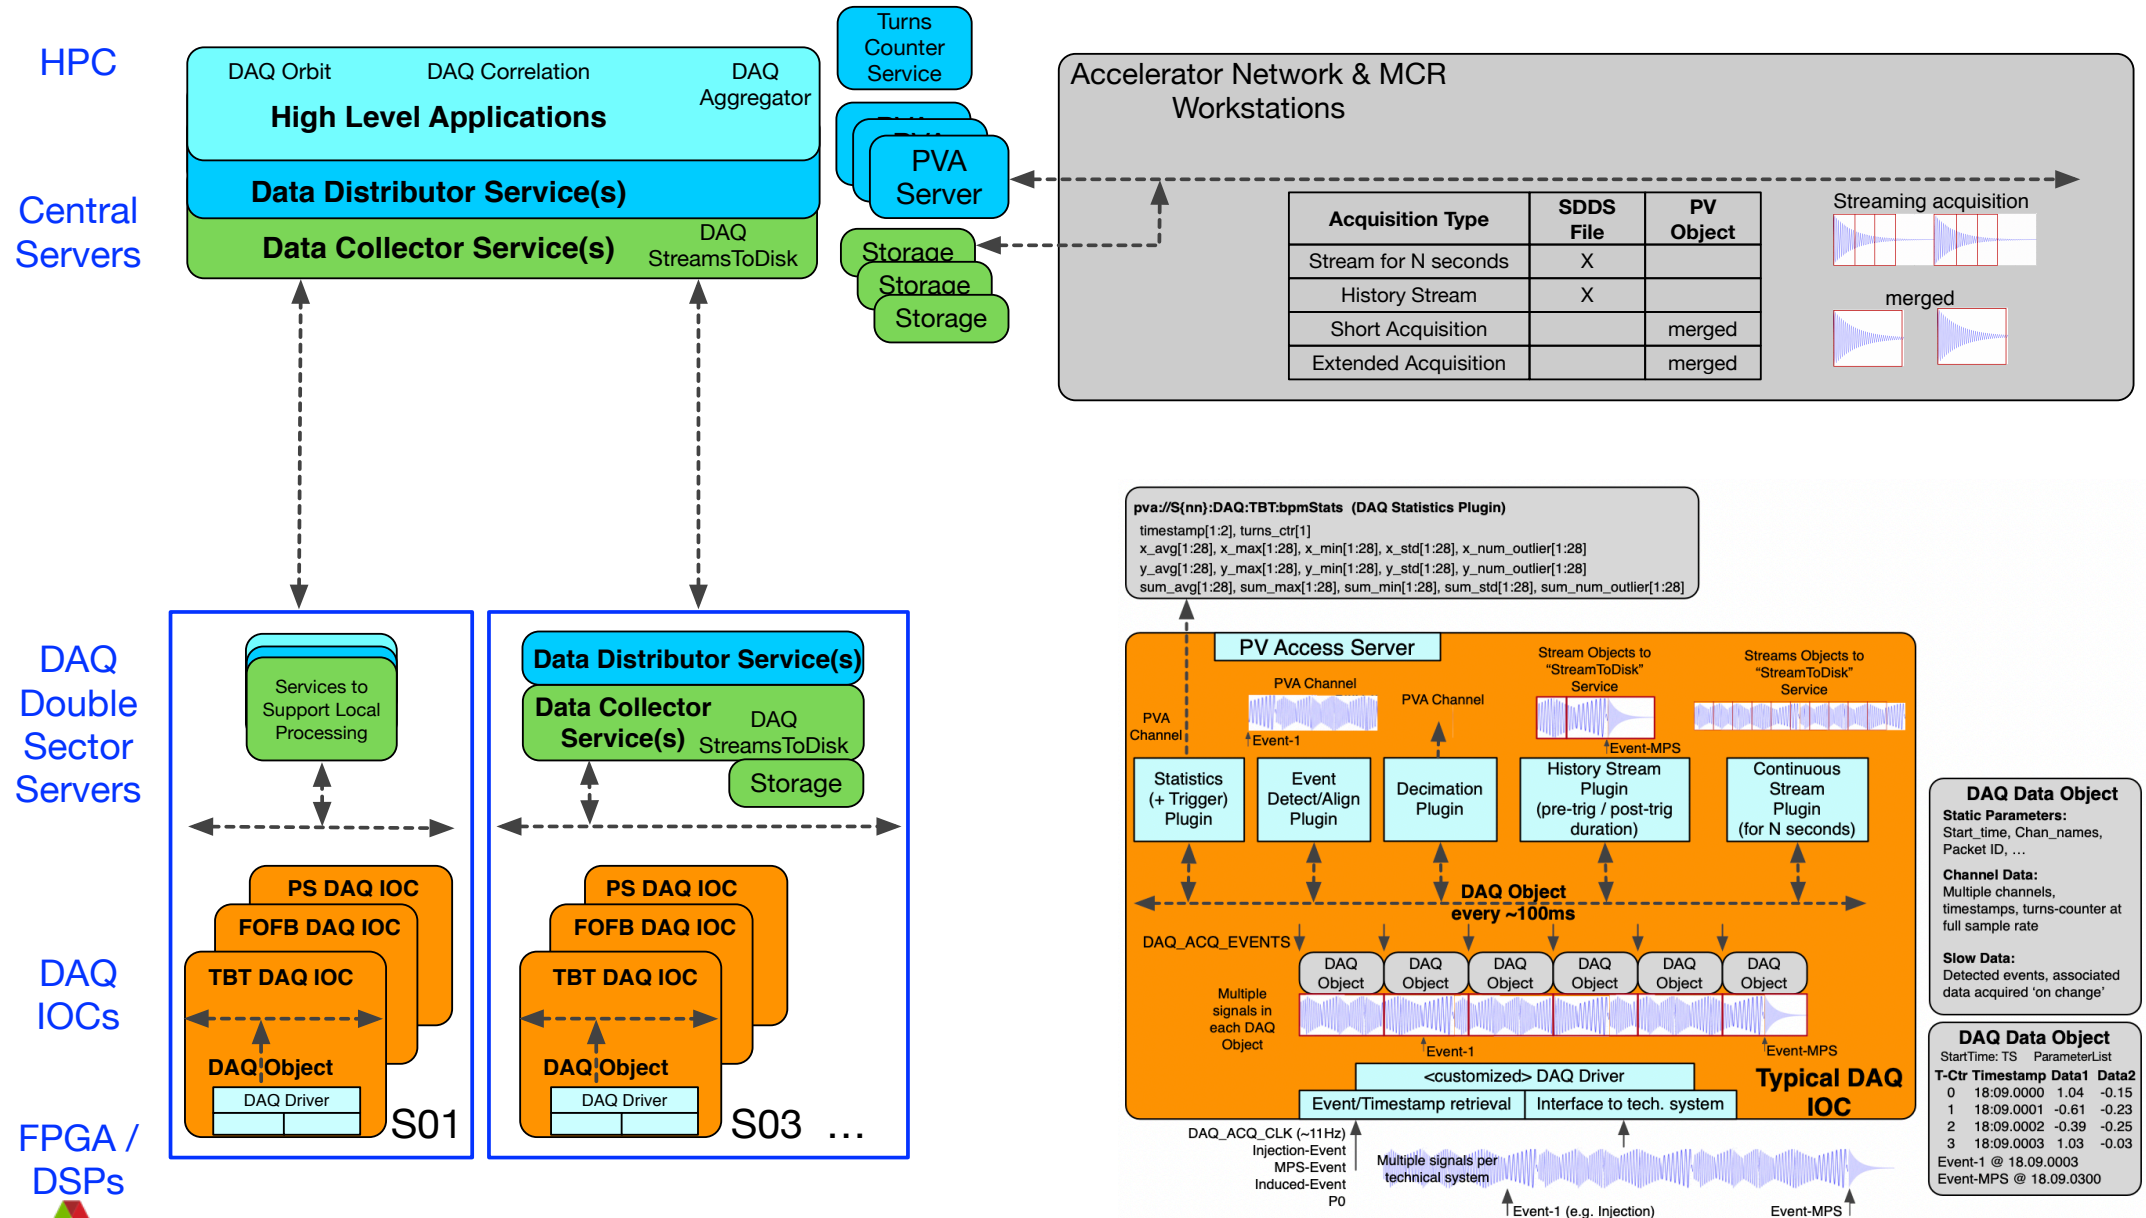 HPC
Central
Servers
DAQ
Double
Sector
Servers
DAQ
IOCs
FPGA /
DSPs
DAQ Orbit
DAQ Correlation
DAQ
Aggregator
High Level Applications
Data Distributor Service(s)
Data Collector Service(s)
DAQ
StreamsToDisk
Turns
Counter
Service
PVA
Server
Storage
Storage
Storage
Accelerator Network & MCR
Workstations
Acquisition Type SDDS File PV Object
Stream for N seconds X
History Stream X
Short Acquisition merged
Extended Acquisition merged
Streaming acquisition
merged
Services to
Support Local
Processing
PS DAQ IOC
FOFB DAQ IOC
TBT DAQ IOC
DAQ Object
DAQ Driver
S01
Data Distributor Service(s)
Data Collector
Service(s)
DAQ
StreamsToDisk
Storage
PS DAQ IOC
FOFB DAQ IOC
TBT DAQ IOC
DAQ Object
DAQ Driver
S03 ...
pva://S{nn}:DAQ:TBT:bpmStats (DAQ Statistics Plugin)
timestamp[1:2], turns_ctr[1]
x_avg[1:28], x_max[1:28], x_min[1:28], x_std[1:28], x_num_outlier[1:28]
y_avg[1:28], y_max[1:28], y_min[1:28], y_std[1:28], y_num_outlier[1:28]
sum_avg[1:28], sum_max[1:28], sum_min[1:28], sum_std[1:28], sum_num_outlier[1:28]
PV Access Server
PVA
Channel
PVA Channel
Event-1
PVA Channel
Stream Objects to
“StreamToDisk”
Service
Event-MPS
Streams Objects to
“StreamToDisk”
Service
Statistics
(+ Trigger)
Plugin
Event
Detect/Align
Plugin
Decimation
Plugin
History Stream
Plugin
(pre-trig / post-trig
duration)
Continuous
Stream
Plugin
(for N seconds)
DAQ Object
every ~100ms
DAQ_ACQ_EVENTS
DAQ
Object
DAQ
Object
DAQ
Object
DAQ
Object
DAQ
Object
DAQ
Object
Multiple
signals in
each DAQ
Object
Event-1
Event-MPS
<customized> DAQ Driver
Event/Timestamp retrieval
Interface to tech. system
Typical DAQ
IOC
DAQ_ACQ_CLK (~11Hz)
Injection-Event
MPS-Event
Induced-Event
P0
Multiple signals per
technical system
Event-1 (e.g. Injection)
Event-MPS
DAQ Data Object
Static Parameters:
Start_time, Chan_names,
Packet ID, …
Channel Data:
Multiple channels,
timestamps, turns-counter at
full sample rate
Slow Data:
Detected events, associated
data acquired ‘on change’
DAQ Data Object
StartTime: TS ParameterList
T-Ctr Timestamp Data1 Data2
0 18:09.0000 1.04 -0.15
1 18:09.0001 -0.61 -0.23
2 18:09.0002 -0.39 -0.25
3 18:09.0003 1.03 -0.03
Event-1 @ 18.09.0003
Event-MPS @ 18.09.0300